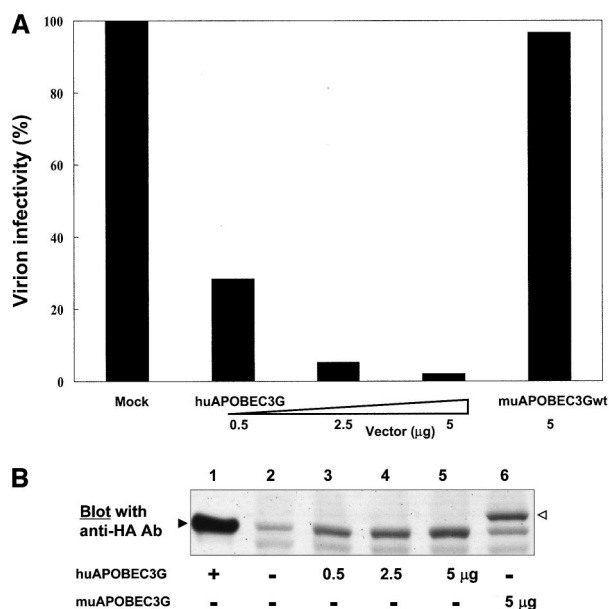 A
Virion infectivity (%)
100
80
60
40
20
0
Mock
huAPOBEC3G
muAPOBEC3Gwt
0.5
2.5
5
5
Vector (μg)
B
1 2 3 4 5 6
Blot with
anti-HA Ab
huAPOBEC3G + - 0.5 2.5 5 μg -
muAPOBEC3G - - - - - 5 μg